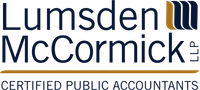 Lumsden
McCormick LLP
CERTIFIED PUBLIC ACCOUNTANTS